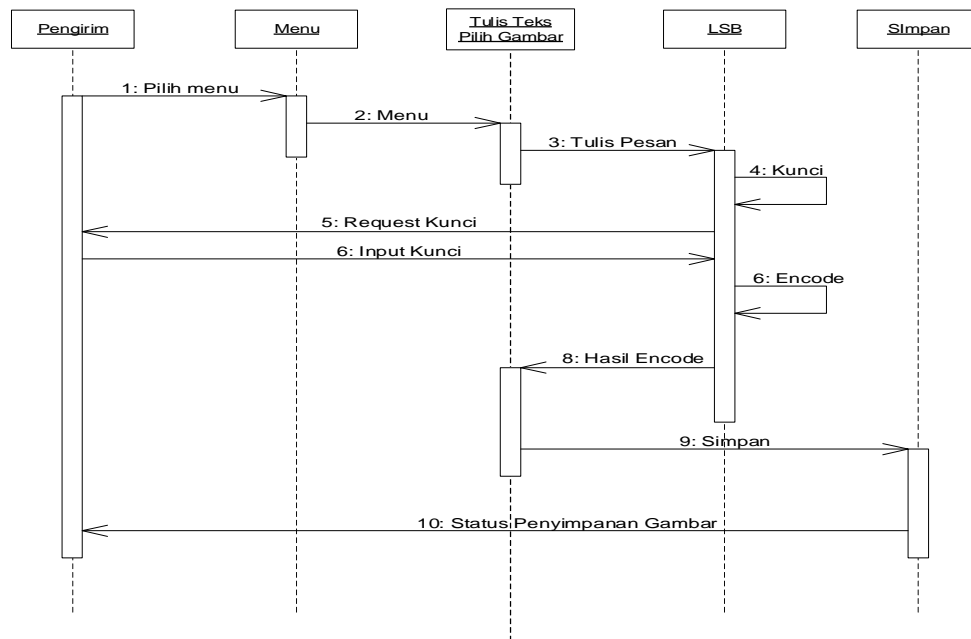 Pengirim
Menu
Tulis Teks
Pilih Gambar
LSB
SImpan
1: Pilih menu
2: Menu
3: Tulis Pesan
4: Kunci
5: Request Kunci
6: Input Kunci
6: Encode
8: Hasil Encode
9: Simpan
10: Status Penyimpanan Gambar